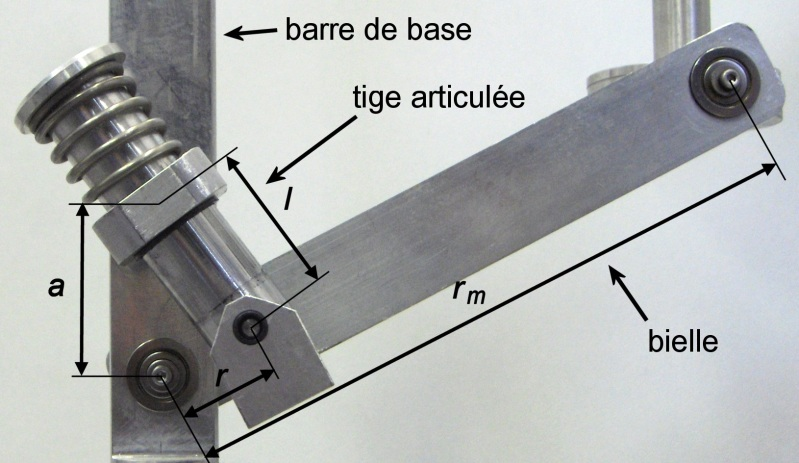 barre de base
tige articulée
l
a
r
r_m
bielle